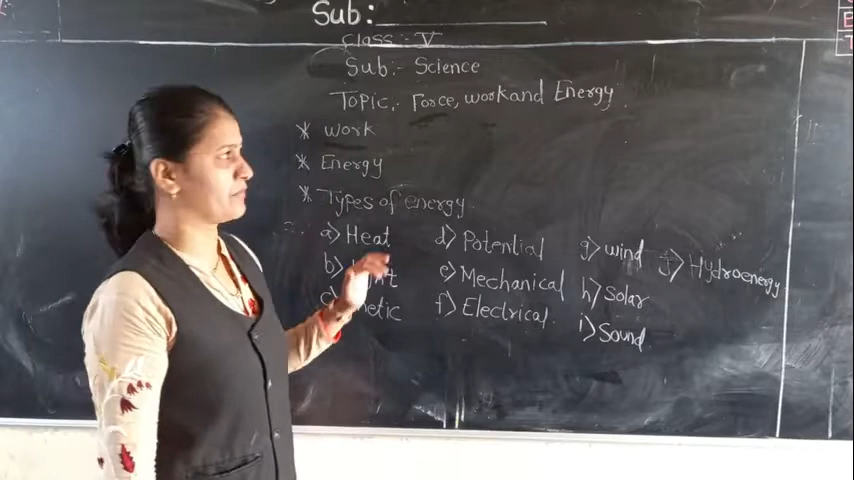 Sub:
Class :- V
Sub:- Science
Topic:- Force, work and Energy
* work
* Energy
* Types of energy.
a) Heat
b)
d) Potential
e) Mechanical
f) Electrical
g) wind
h) Solar
i) Sound
j) Hydroenergy